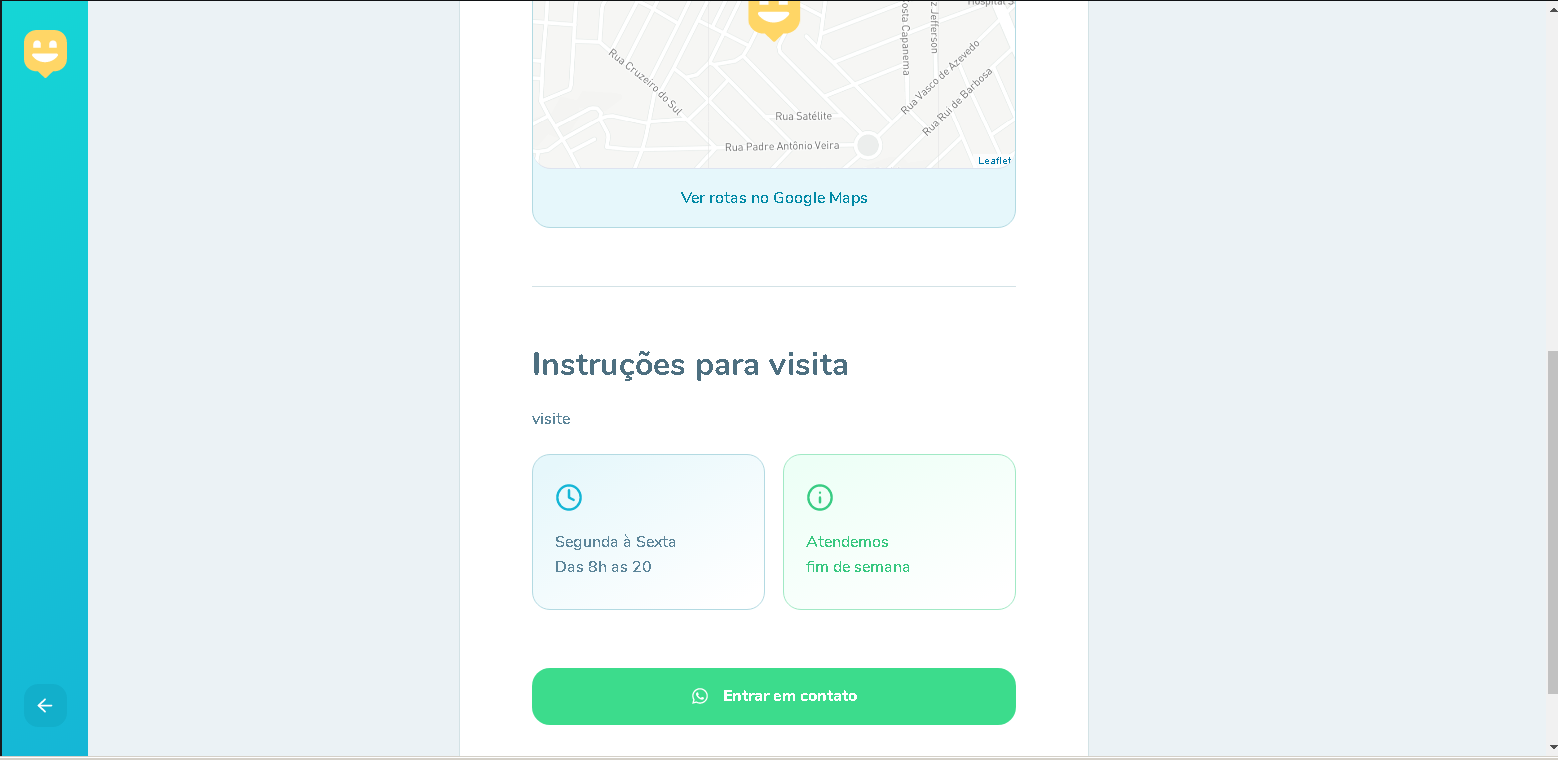 Hospital S
osta Capanema
z Jefferson
Rua Cruzeiro do Sul
Rua Vasco de Azevedo
Rua Rui de Barbosa
Rua Satélite
Rua Padre Antônio Veira
Leaflet
Ver rotas no Google Maps
Instruções para visita
visite
Segunda à Sexta
Das 8h as 20
Atendemos
fim de semana
Entrar em contato